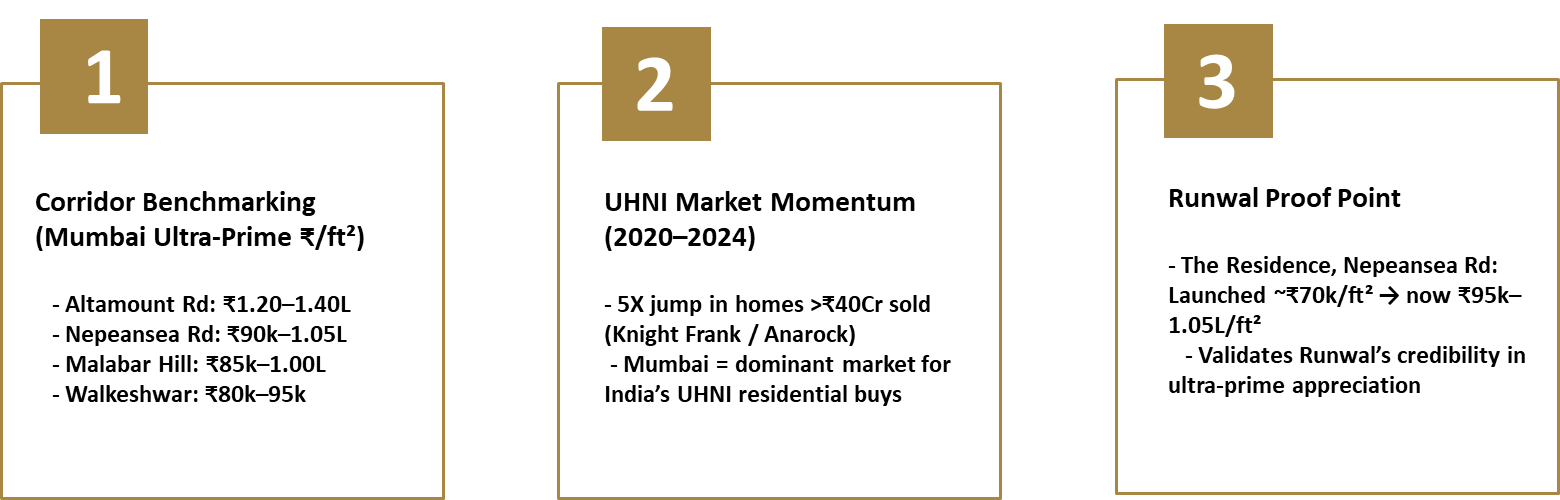 1
Corridor Benchmarking
(Mumbai Ultra-Prime ₹/ft²)
- Altamount Rd: ₹1.20–1.40L
- Nepeansea Rd: ₹90k–1.05L
- Malabar Hill: ₹85k–1.00L
- Walkeshwar: ₹80k–95k
2
UHNI Market Momentum
(2020–2024)
- 5X jump in homes >₹40Cr sold
(Knight Frank / Anarock)
- Mumbai = dominant market for
India’s UHNI residential buys
3
Runwal Proof Point
- The Residence, Nepeansea Rd:
Launched ~₹70k/ft² → now ₹95k–
1.05L/ft²
- Validates Runwal’s credibility in
ultra-prime appreciation